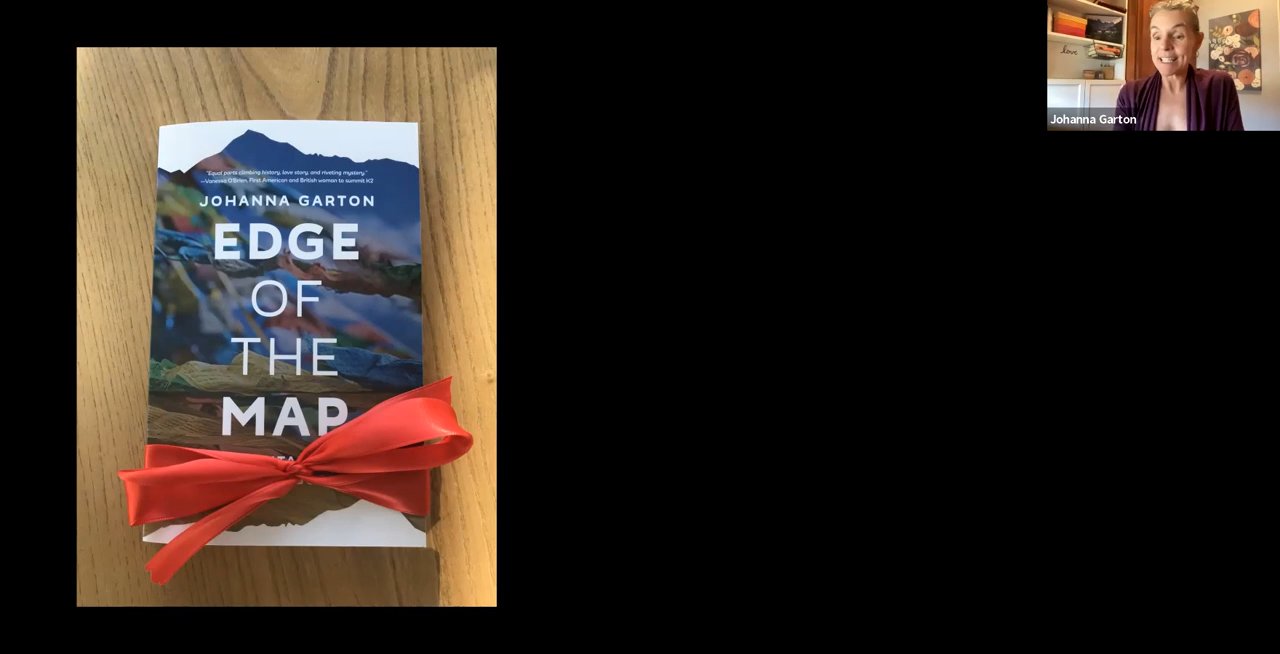 "Equal parts climbing history, love story, and riveting mystery."
—Vanessa O'Brien, First American and British woman to summit K2
JOHANNA GARTON
EDGE
OF
THE
MAP
love
Johanna Garton